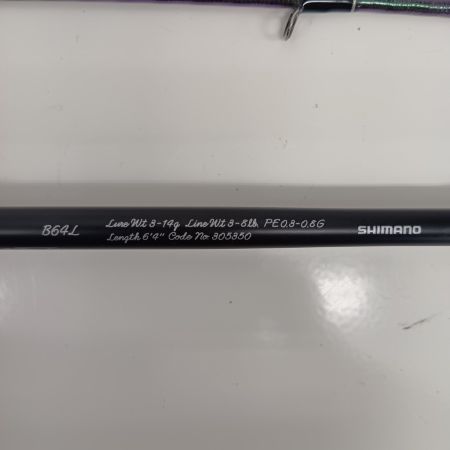 B64L Lure Wt 3-14g Line Wt 3-8lb PE0.3-0.8G SHIMANO
Length 6'4" Code No 305350